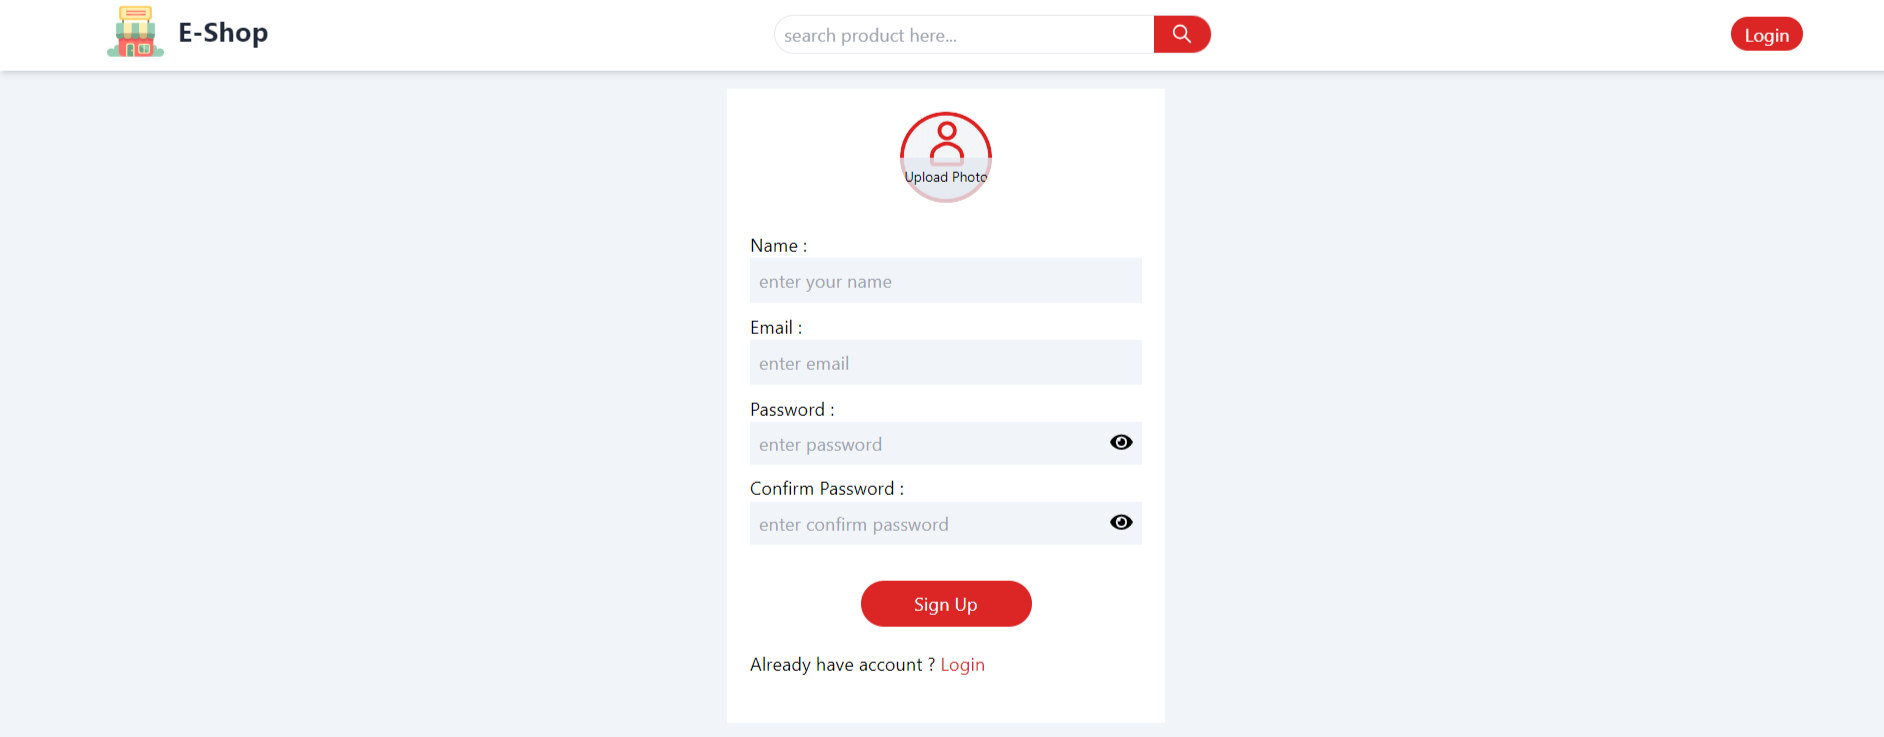 E-Shop
search product here...
Login
Upload Photo
Name :
enter your name
Email :
enter email
Password :
enter password
Confirm Password :
enter confirm password
Sign Up
Already have account ? Login